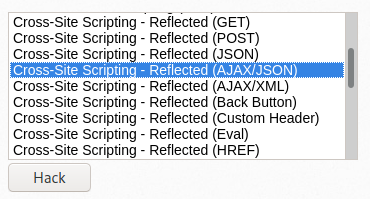 Cross-Site Scripting - Reflected (GET)
Cross-Site Scripting - Reflected (POST)
Cross-Site Scripting - Reflected (JSON)
Cross-Site Scripting - Reflected (AJAX/JSON)
Cross-Site Scripting - Reflected (AJAX/XML)
Cross-Site Scripting - Reflected (Back Button)
Cross-Site Scripting - Reflected (Custom Header)
Cross-Site Scripting - Reflected (Eval)
Cross-Site Scripting - Reflected (HREF)
Hack